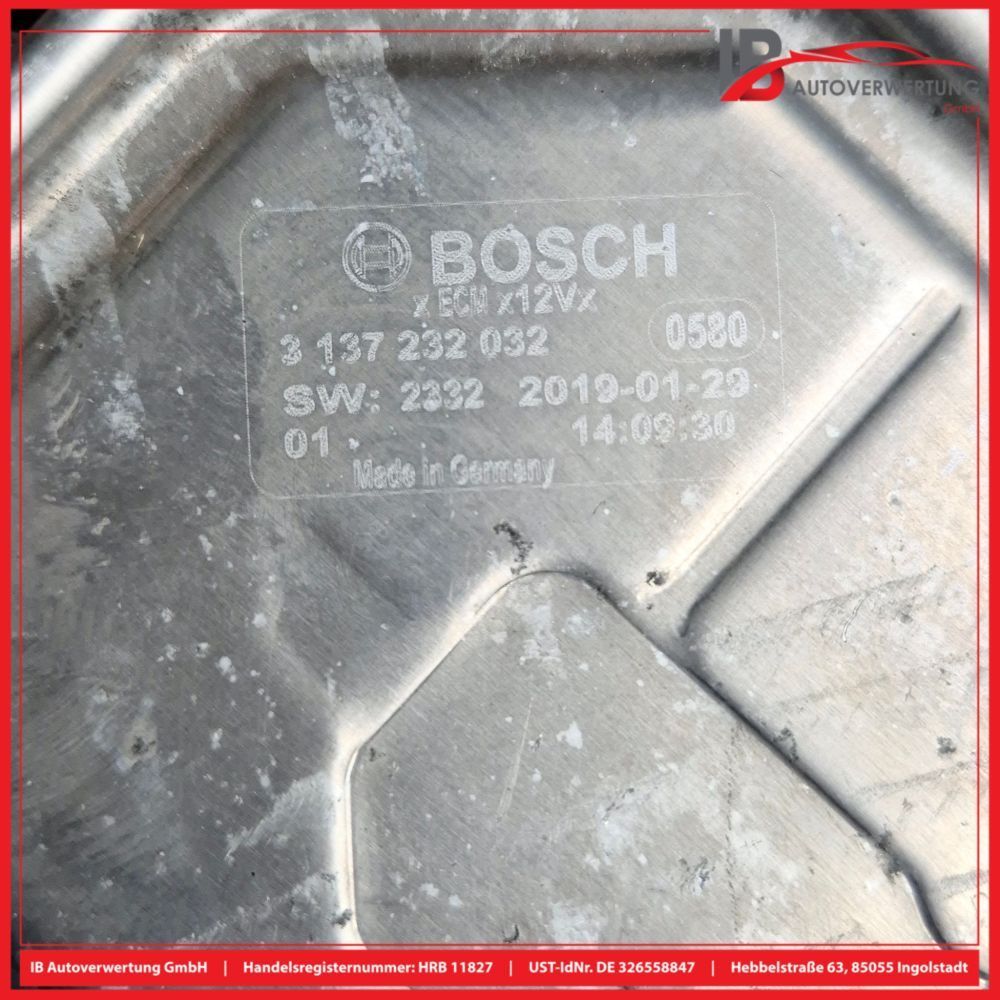 IB
AUTOVERWERTUNG
GmbH
BOSCH
x ECM x12Vx
3 137 232 032 0580
SW: 2332 2019-01-29
01 14:09:30
Made in Germany
IB Autoverwertung GmbH | Handelsregisternummer: HRB 11827 | UST-IdNr. DE 326558847 | Hebbelstraße 63, 85055 Ingolstadt